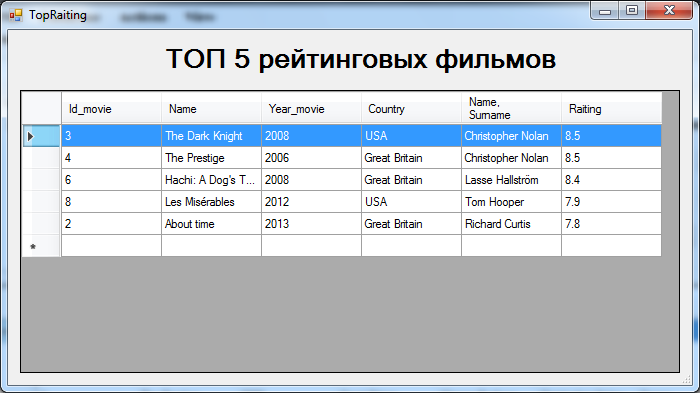 TopRaiting
ТОП 5 рейтинговых фильмов
Id_movie Name Year_movie Country Name, Surname Raiting
3 The Dark Knight 2008 USA Christopher Nolan 8.5
4 The Prestige 2006 Great Britain Christopher Nolan 8.5
6 Hachi: A Dog's T... 2008 Great Britain Lasse Hallström 8.4
8 Les Misérables 2012 USA Tom Hooper 7.9
2 About time 2013 Great Britain Richard Curtis 7.8
*